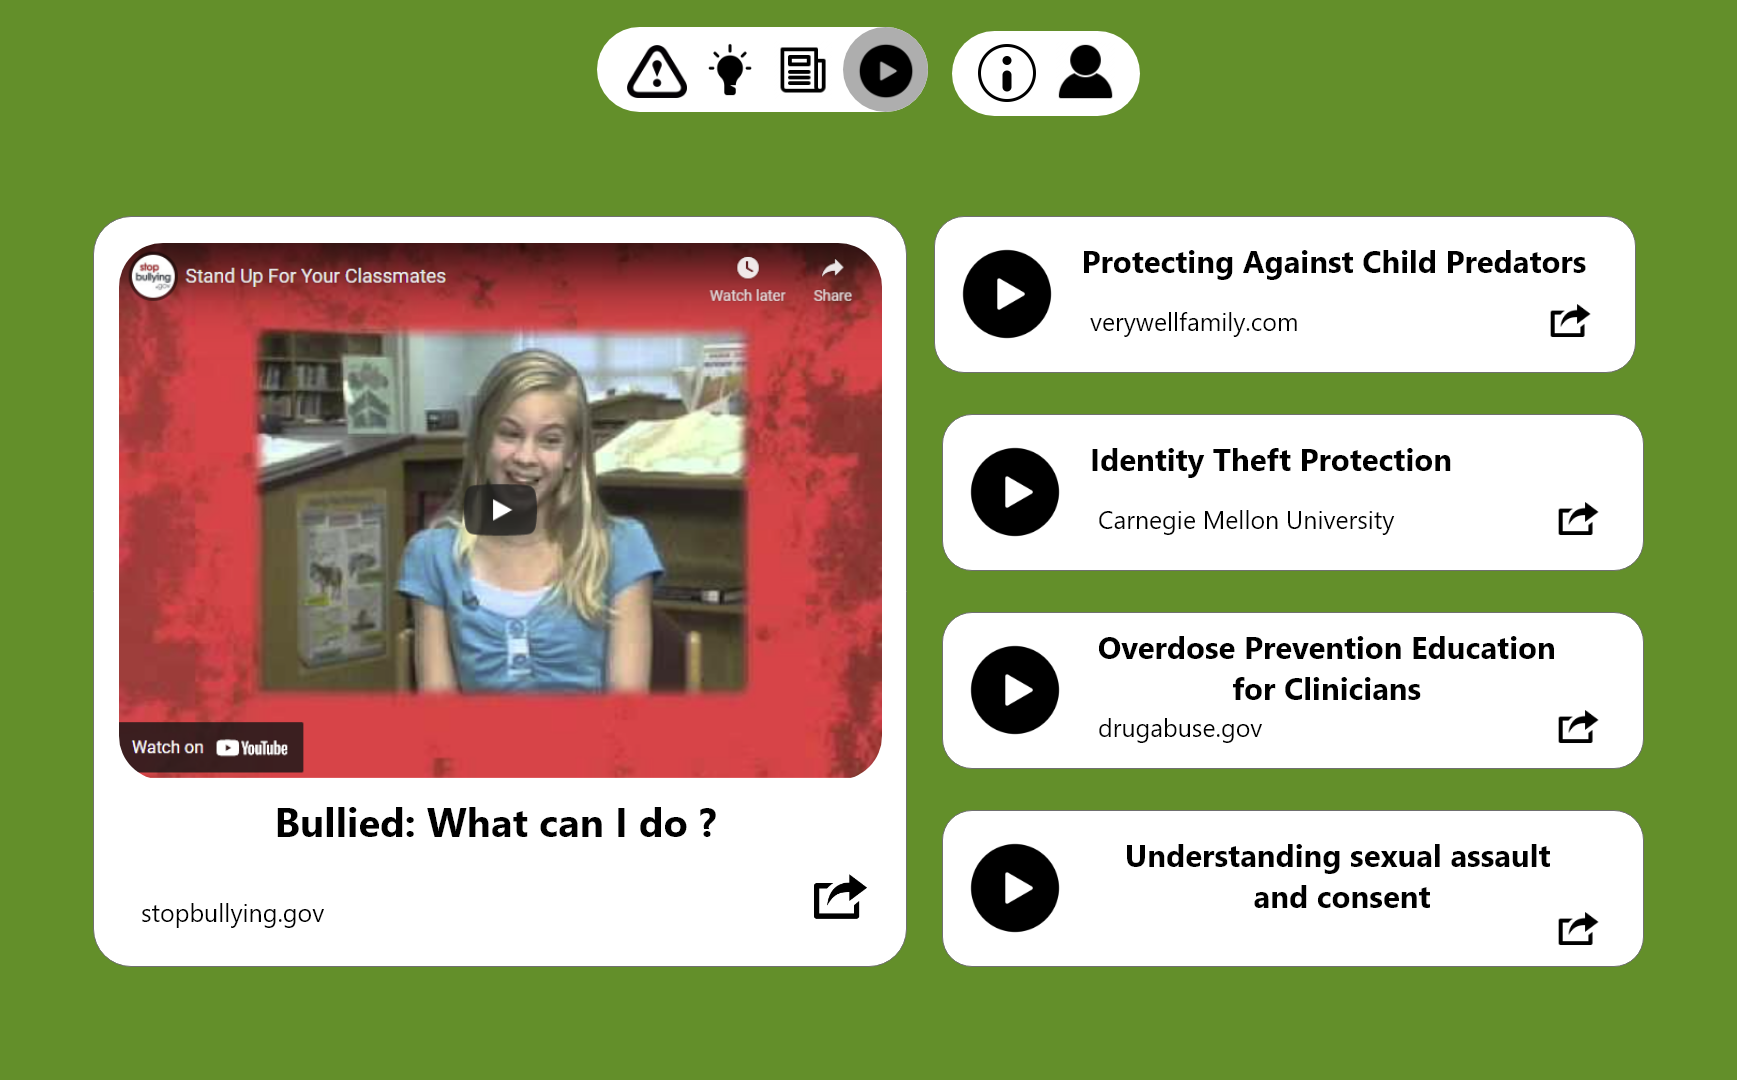 stop
bullying
.gov
Stand Up For Your Classmates
Watch later
Share
Watch on YouTube
Bullied: What can I do ?
stopbullying.gov
Protecting Against Child Predators
verywellfamily.com
Identity Theft Protection
Carnegie Mellon University
Overdose Prevention Education
for Clinicians
drugabuse.gov
Understanding sexual assault
and consent